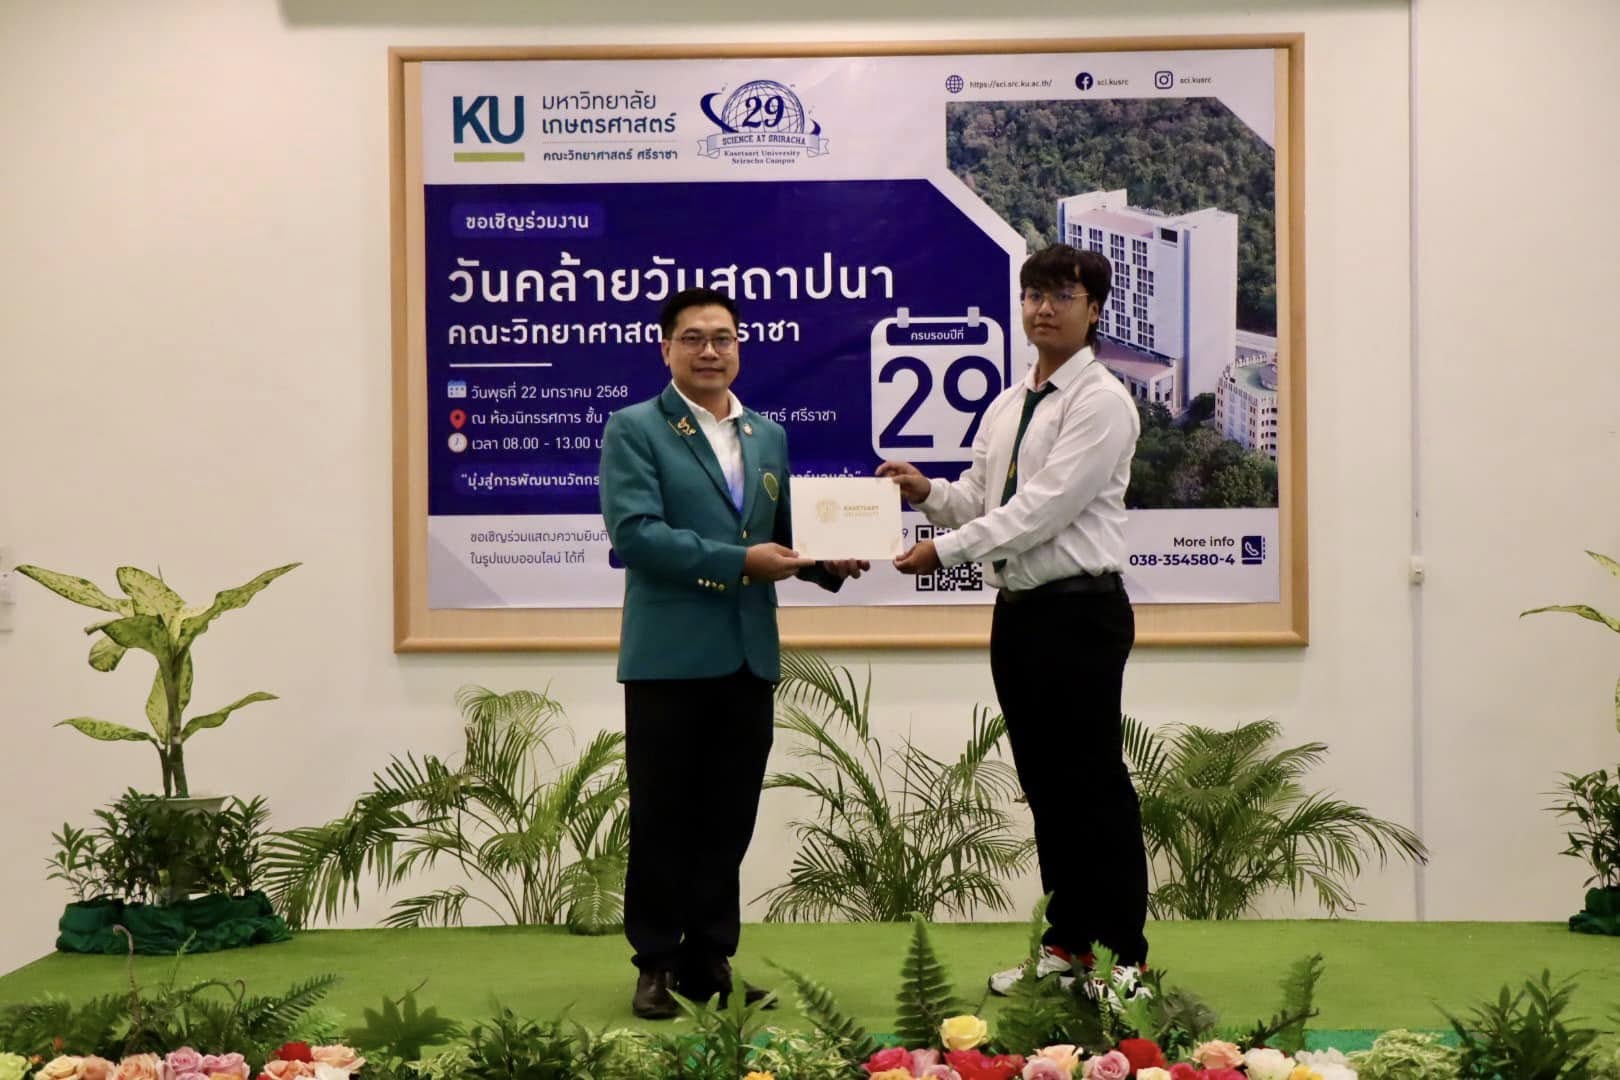 KU มหาวิทยาลัย
เกษตรศาสตร์
คณะวิทยาศาสตร์ ศรีราชา
29
SCIENCE AT SRIRACHA
Kasetsart University
Sriracha Campus
https://sci.src.ku.ac.th/ sci.kusrc sci.kusrc
ขอเชิญร่วมงาน
วันคล้ายวันสถาปนา
คณะวิทยาศาสต ราชา
ครบรอบปีที่
29
วันพุธที่ 22 มกราคม 2568
ณ ห้องนิทรรศการ ชั้น สตร์ ศรีราชา
เวลา 08.00 - 13.00 น
"มุ่งสู่การพัฒนานวัตกร
ขอเชิญร่วมแสดงความยินดี
ในรูปแบบออนไลน์ ได้ที่
9
More info
038-354580-4
KASETSART
UNIVERSITY